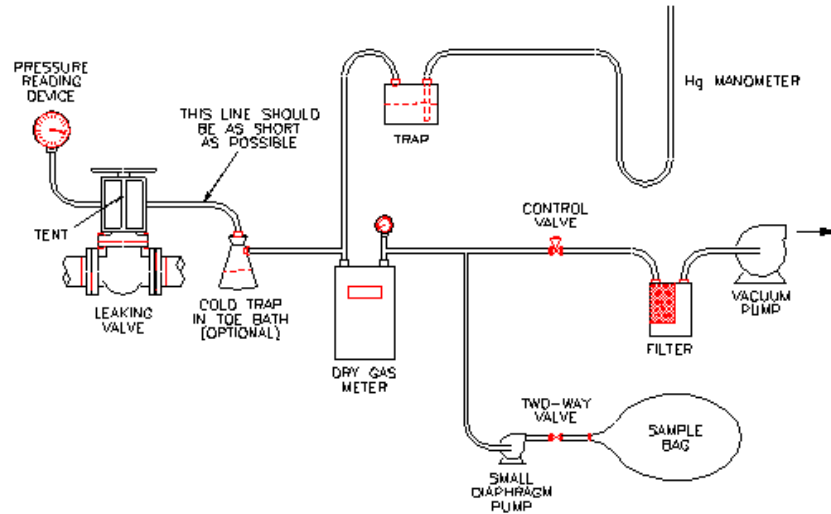 PRESSURE
READING
DEVICE
THIS LINE SHOULD
BE AS SHORT
AS POSSIBLE
TRAP
Hg MANOMETER
TENT
LEAKING
VALVE
COLD TRAP
IN TOE BATH
(OPTIONAL)
DRY GAS
METER
CONTROL
VALVE
FILTER
VACUUM
PUMP
TWO-WAY
VALVE
SMALL
DIAPHRAGM
PUMP
SAMPLE
BAG